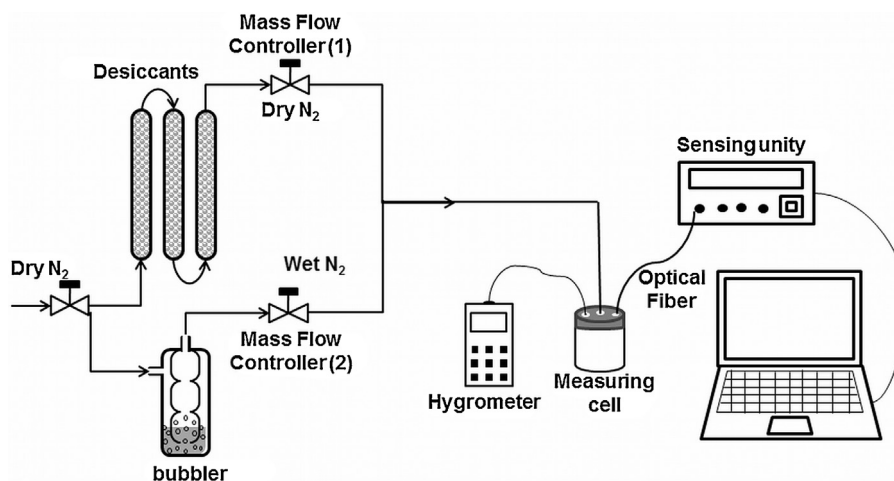 Mass Flow
Controller (1)
Desiccants
Dry N₂
Sensing unity
Dry N₂
Wet N₂
Optical
Fiber
Mass Flow
Controller (2)
Hygrometer
Measuring
cell
bubbler